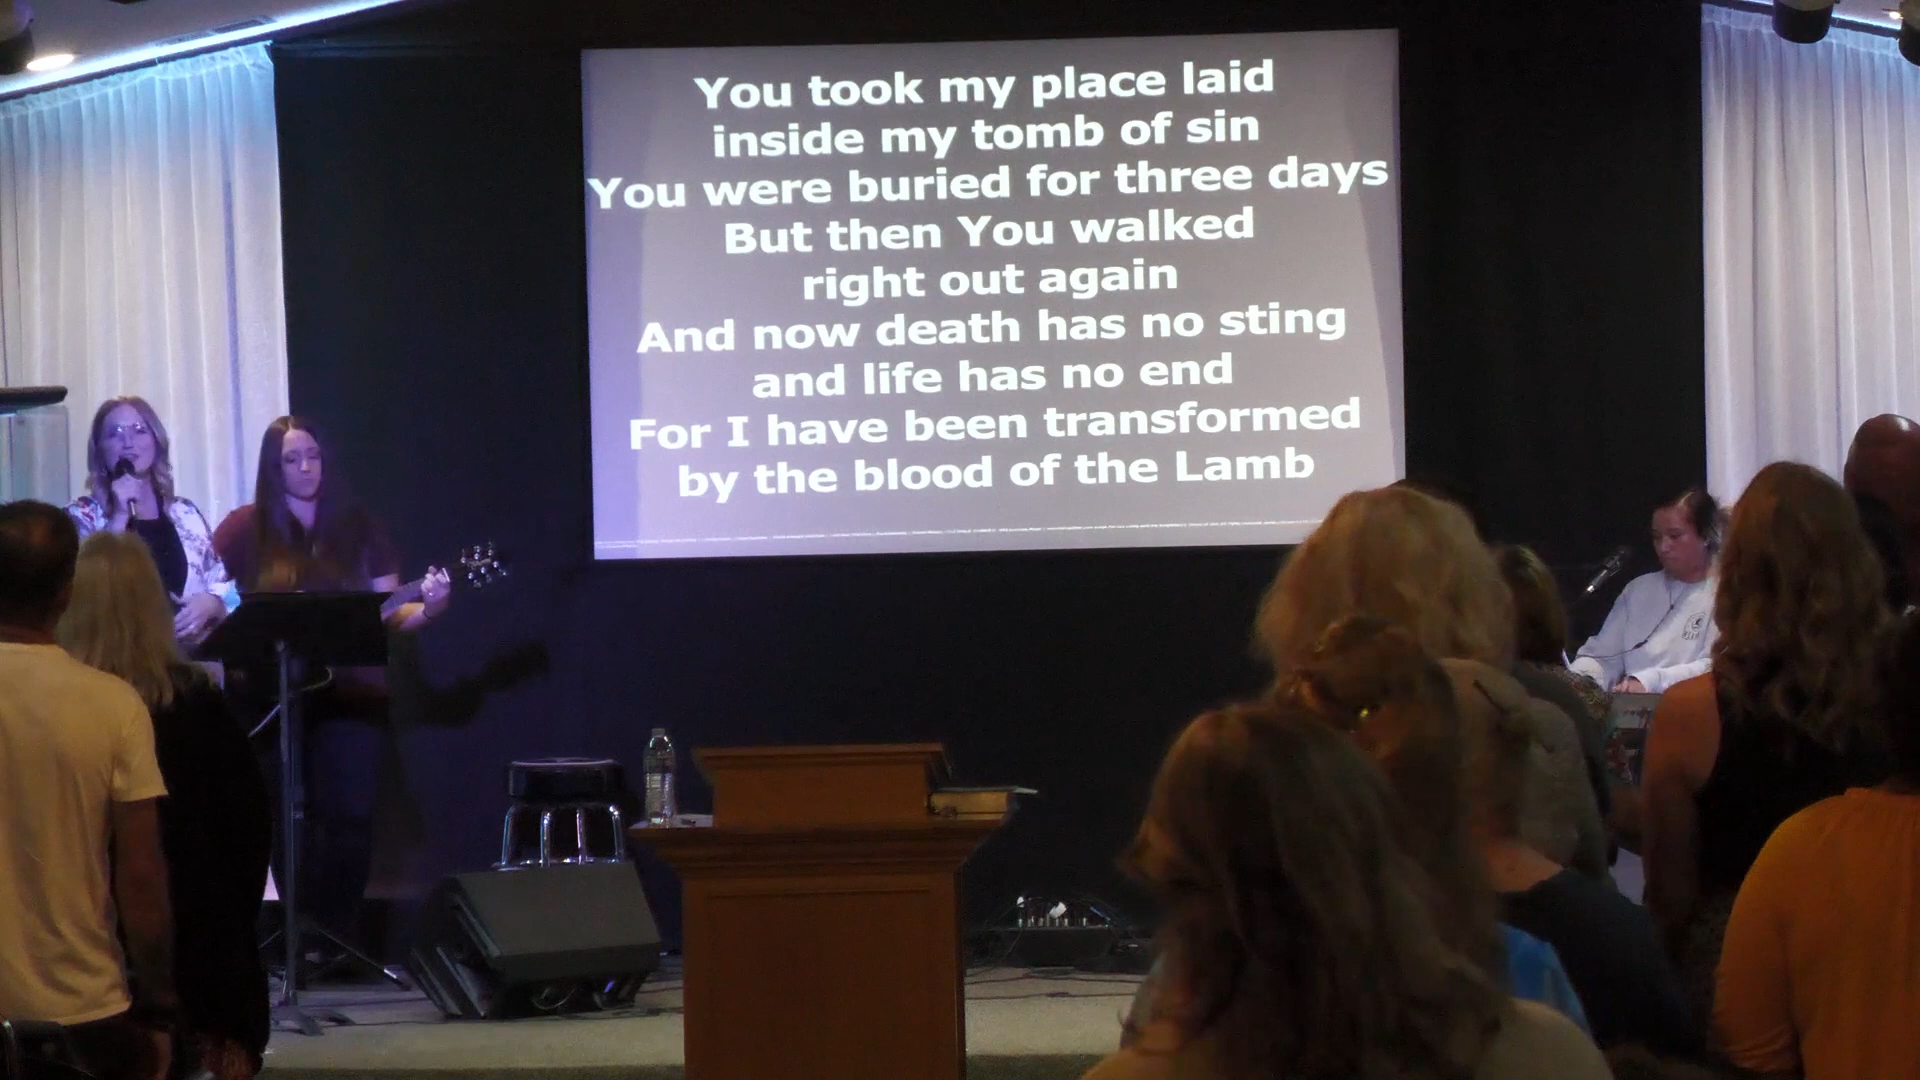 You took my place laid
inside my tomb of sin
You were buried for three days
But then You walked
right out again
And now death has no sting
and life has no end
For I have been transformed
by the blood of the Lamb